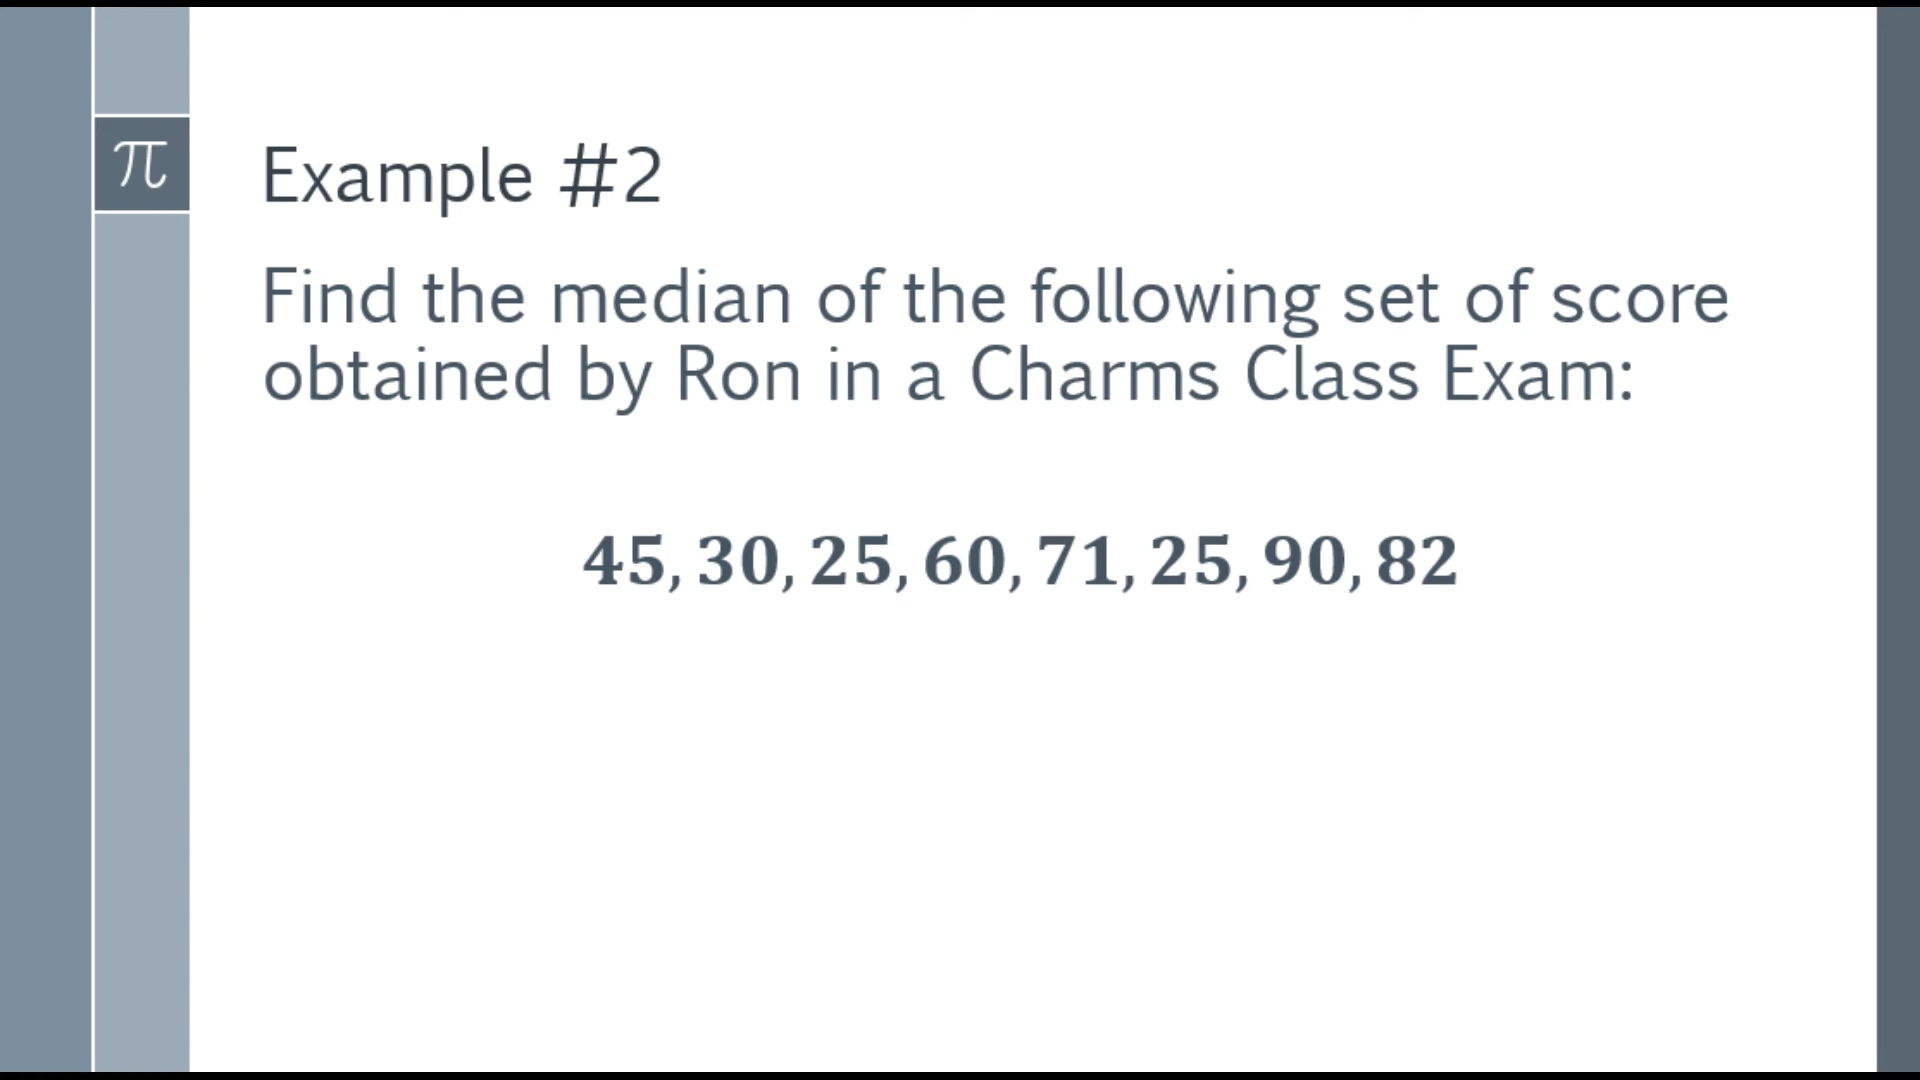 π
Example #2
Find the median of the following set of score
obtained by Ron in a Charms Class Exam:
45, 30, 25, 60, 71, 25, 90, 82